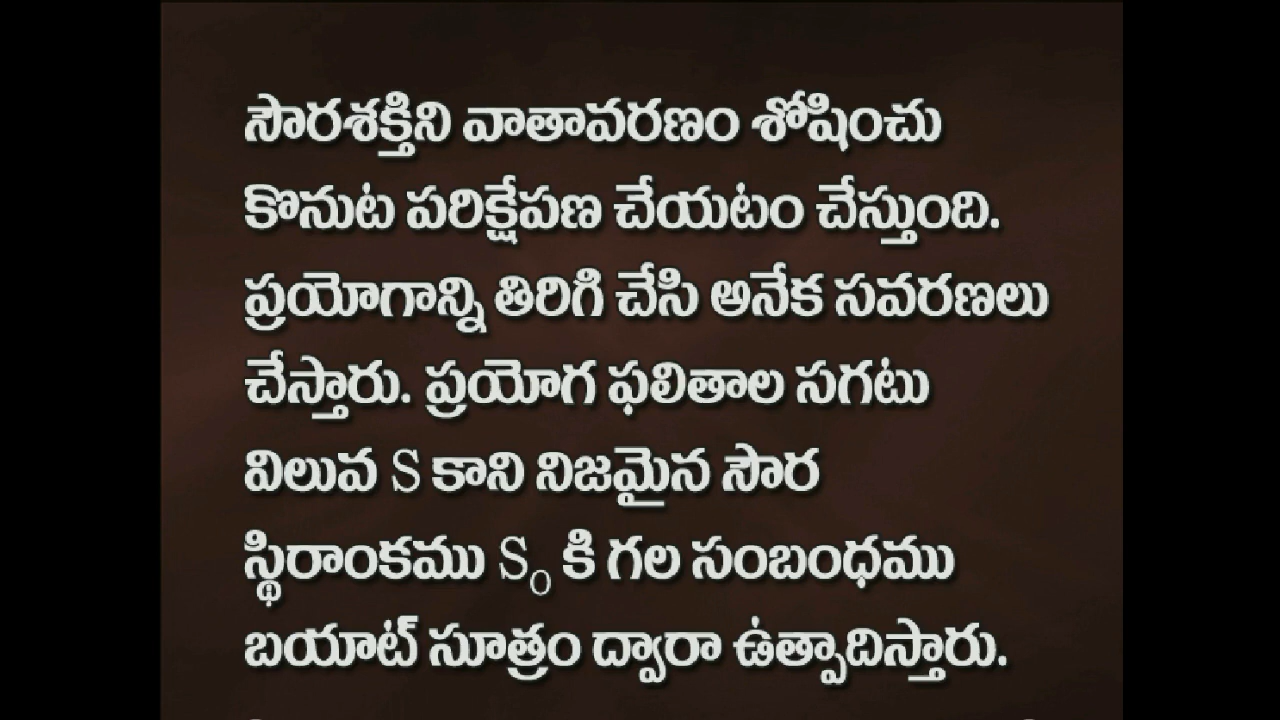 సౌరశక్తిని వాతావరణం శోషించు
కొనుట పరిక్షేపణ చేయటం చేస్తుంది.
ప్రయోగాన్ని తిరిగి చేసి అనేక సవరణలు
చేస్తారు. ప్రయోగ ఫలితాల సగటు
విలువ S కాని నిజమైన సౌర
స్థిరాంకము S₀ కి గల సంబంధము
బయాట్ సూత్రం ద్వారా ఉత్పాదిస్తారు.